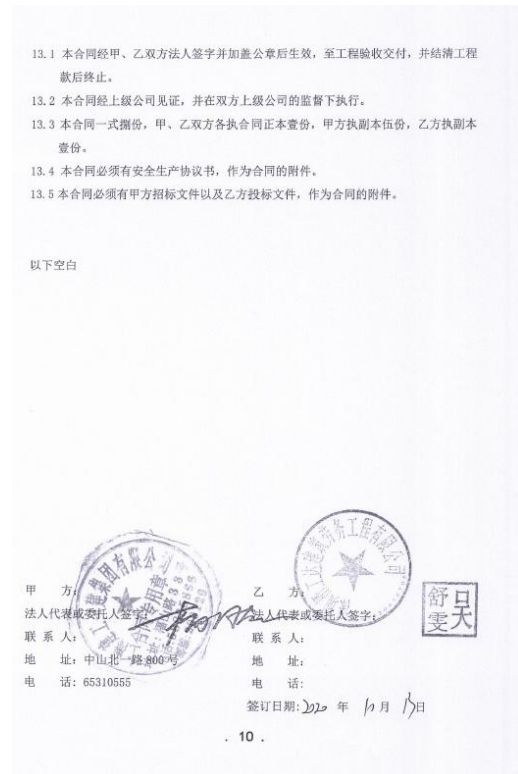 13.1 本合同经甲、乙双方法人签字并加盖公章后生效，至工程验收交付，并结清工程
款后终止。
13.2 本合同经上级公司见证，并在双方上级公司的监督下执行。
13.3 本合同一式捌份，甲、乙双方各执合同正本壹份，甲方执副本伍份，乙方执副本
壹份。
13.4 本合同必须有安全生产协议书，作为合同的附件。
13.5 本合同必须有甲方招标文件以及乙方投标文件，作为合同的附件。
以下空白
甲 方：
法人代表或委托人签字：
联 系 人：
地 址：中山北一路 800 号
电 话：65310555
乙 方：
法人代表或委托人签字：
联 系 人：
地 址：
电 话：
签订日期：2020 年 10 月 13日
吴
舒
雯
. 10 .